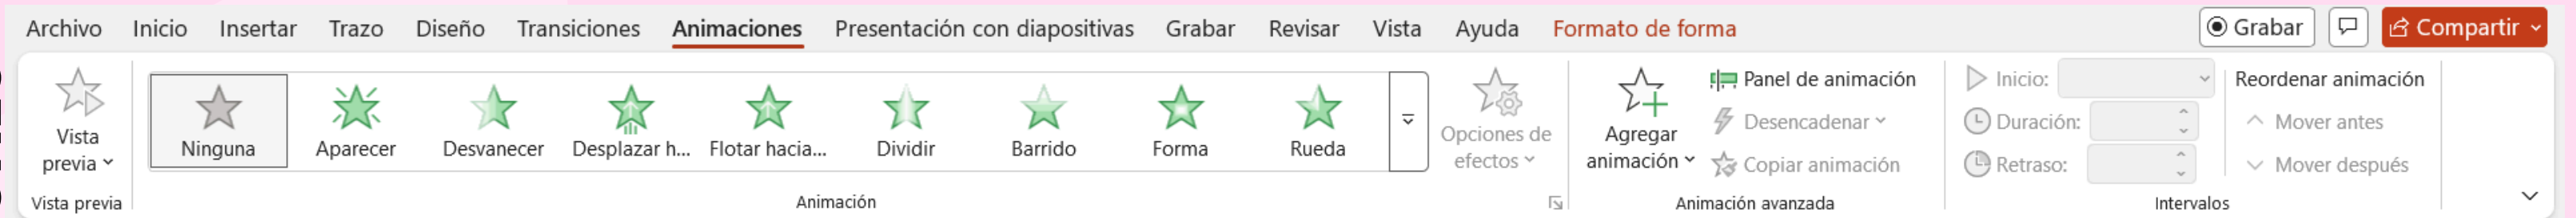 Archivo Inicio Insertar Trazo Diseño Transiciones Animaciones Presentación con diapositivas Grabar Revisar Vista Ayuda Formato de forma Grabar Compartir
Vista
previa
Vista previa
Ninguna Aparecer Desvanecer Desplazar h... Flotar hacia... Dividir Barrido Forma Rueda
Opciones de
efectos
Animación
Agregar
animación
Panel de animación
Desencadenar
Copiar animación
Animación avanzada
Inicio:
Duración:
Retraso:
Reordenar animación
Mover antes
Mover después
Intervalos